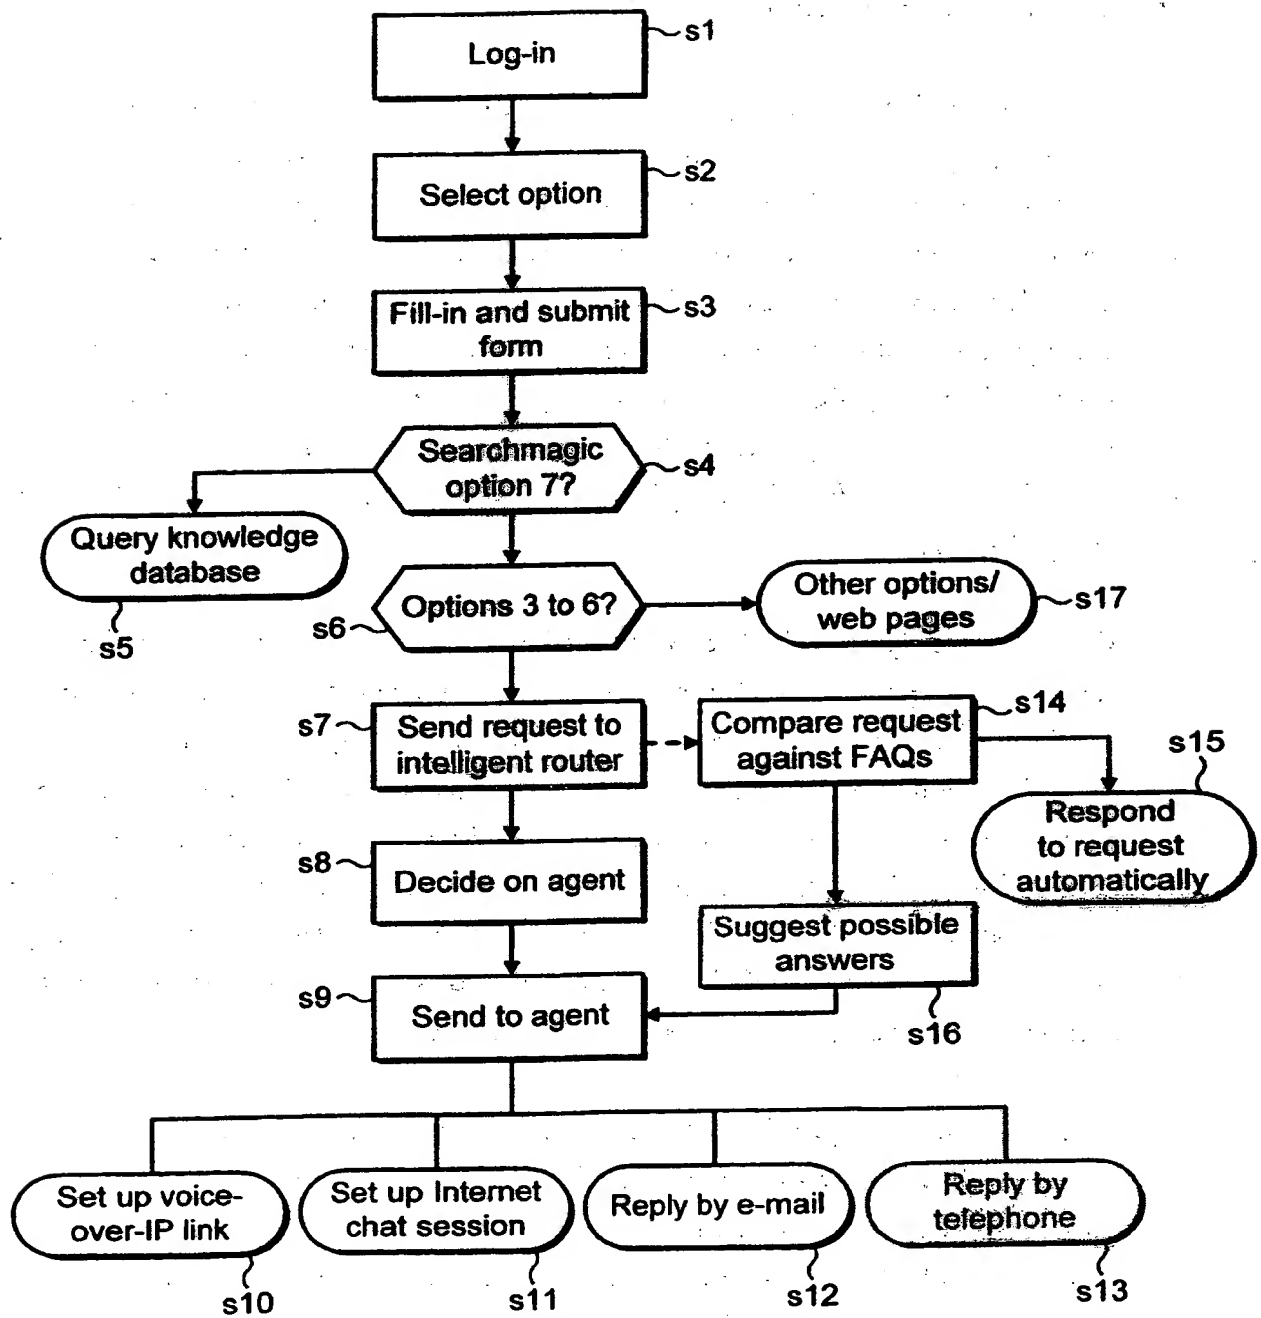 s1
Log-in
s2
Select option
s3
Fill-in and submit
form
Searchmagic
option 7?
s4
Query knowledge
database
s5
Options 3 to 6?
s6
Other options/
web pages
s17
s7
Send request to
intelligent router
Compare request
against FAQs
s14
s15
Respond
to request
automatically
s8
Decide on agent
Suggest possible
answers
s16
s9
Send to agent
Set up voice-
over-IP link
s10
Set up Internet
chat session
s11
Reply by e-mail
s12
Reply by
telephone
s13